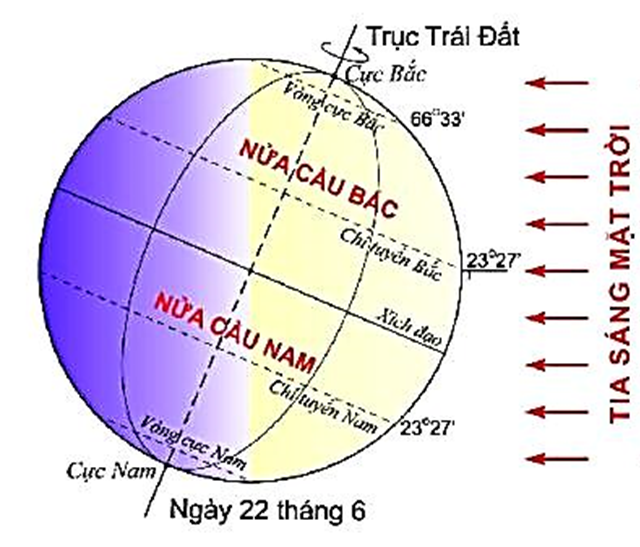 Trục Trái Đất
Cực Bắc
Vòng cực Bắc
66°33'
NỬA CẦU BẮC
Chí tuyến Bắc
23°27'
Xích đạo
NỬA CẦU NAM
Chí tuyến Nam
23°27'
Vòng cực Nam
Cực Nam
Ngày 22 tháng 6
TIA SÁNG MẶT TRỜI